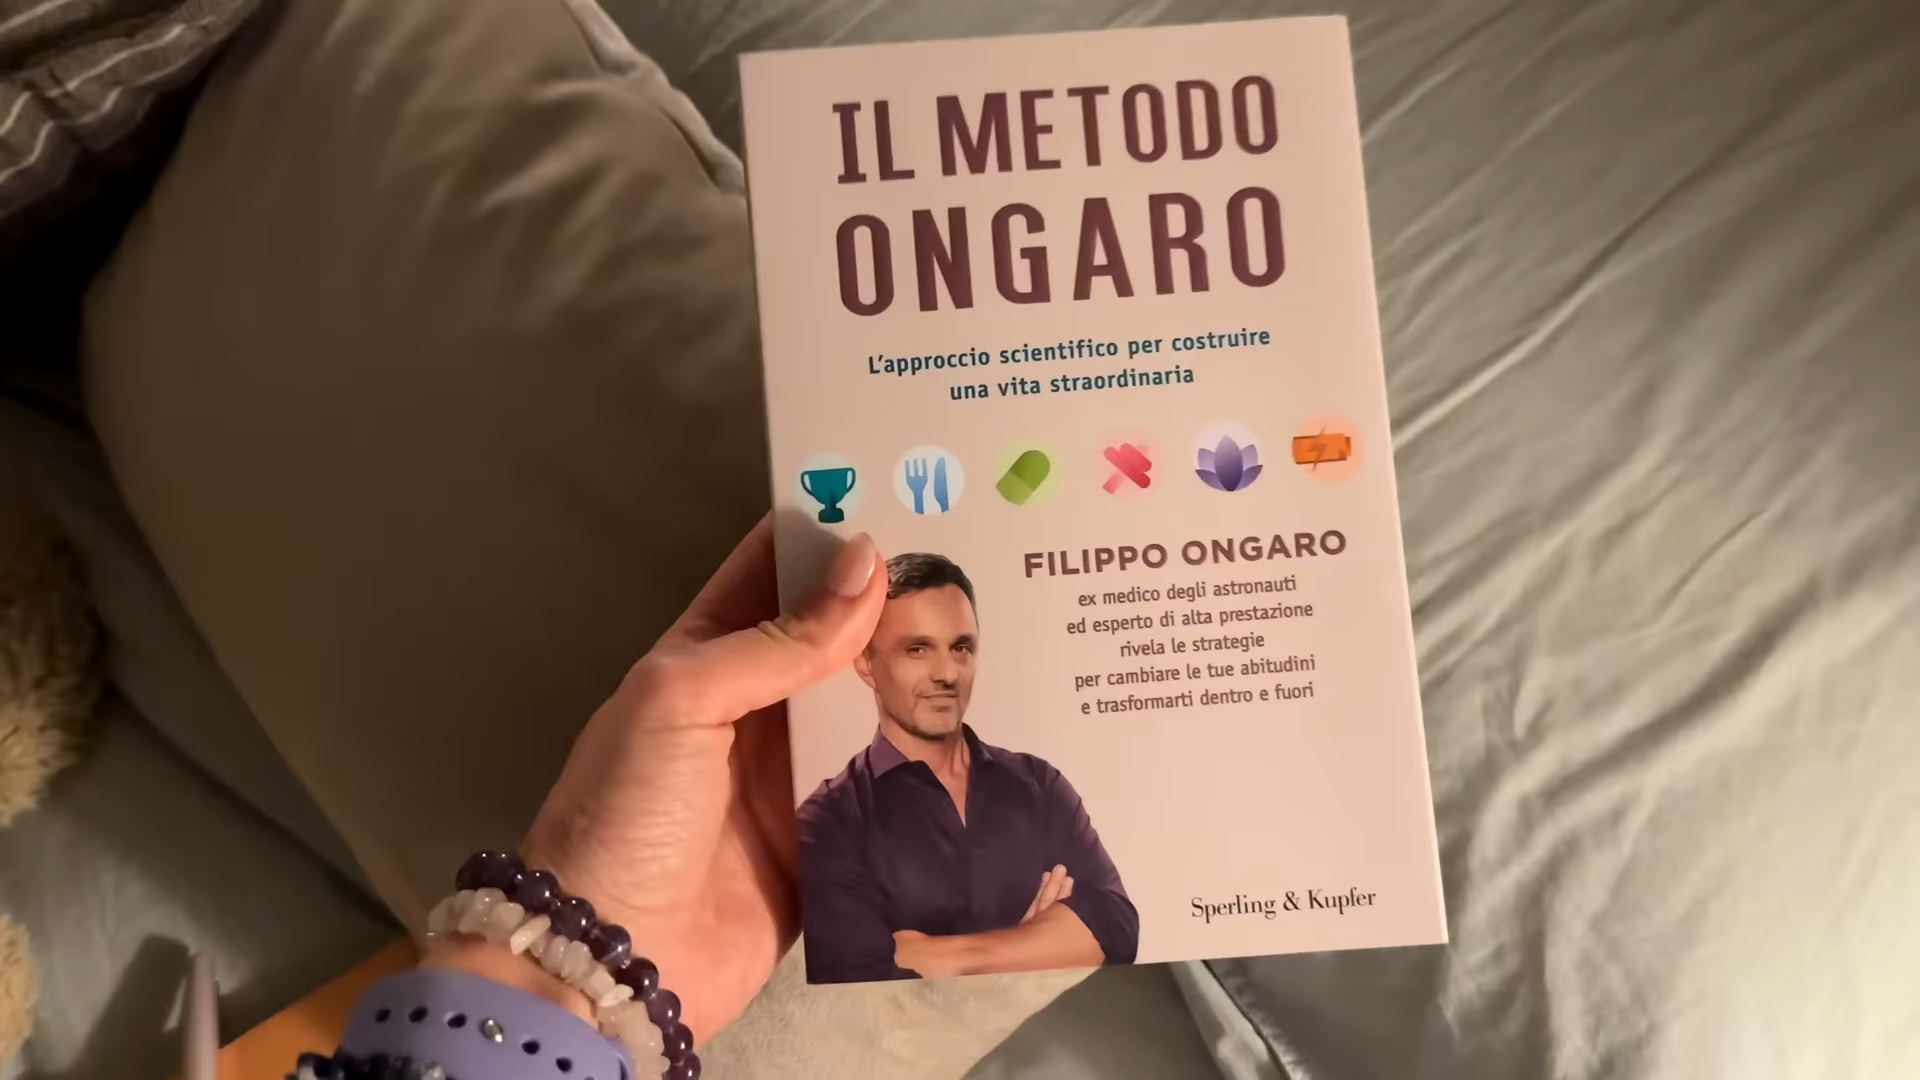 IL METODO
ONGARO
L'approccio scientifico per costruire
una vita straordinaria
FILIPPO ONGARO
ex medico degli astronauti
ed esperto di alta prestazione
rivela le strategie
per cambiare le tue abitudini
e trasformarti dentro e fuori
Sperling & Kupfer